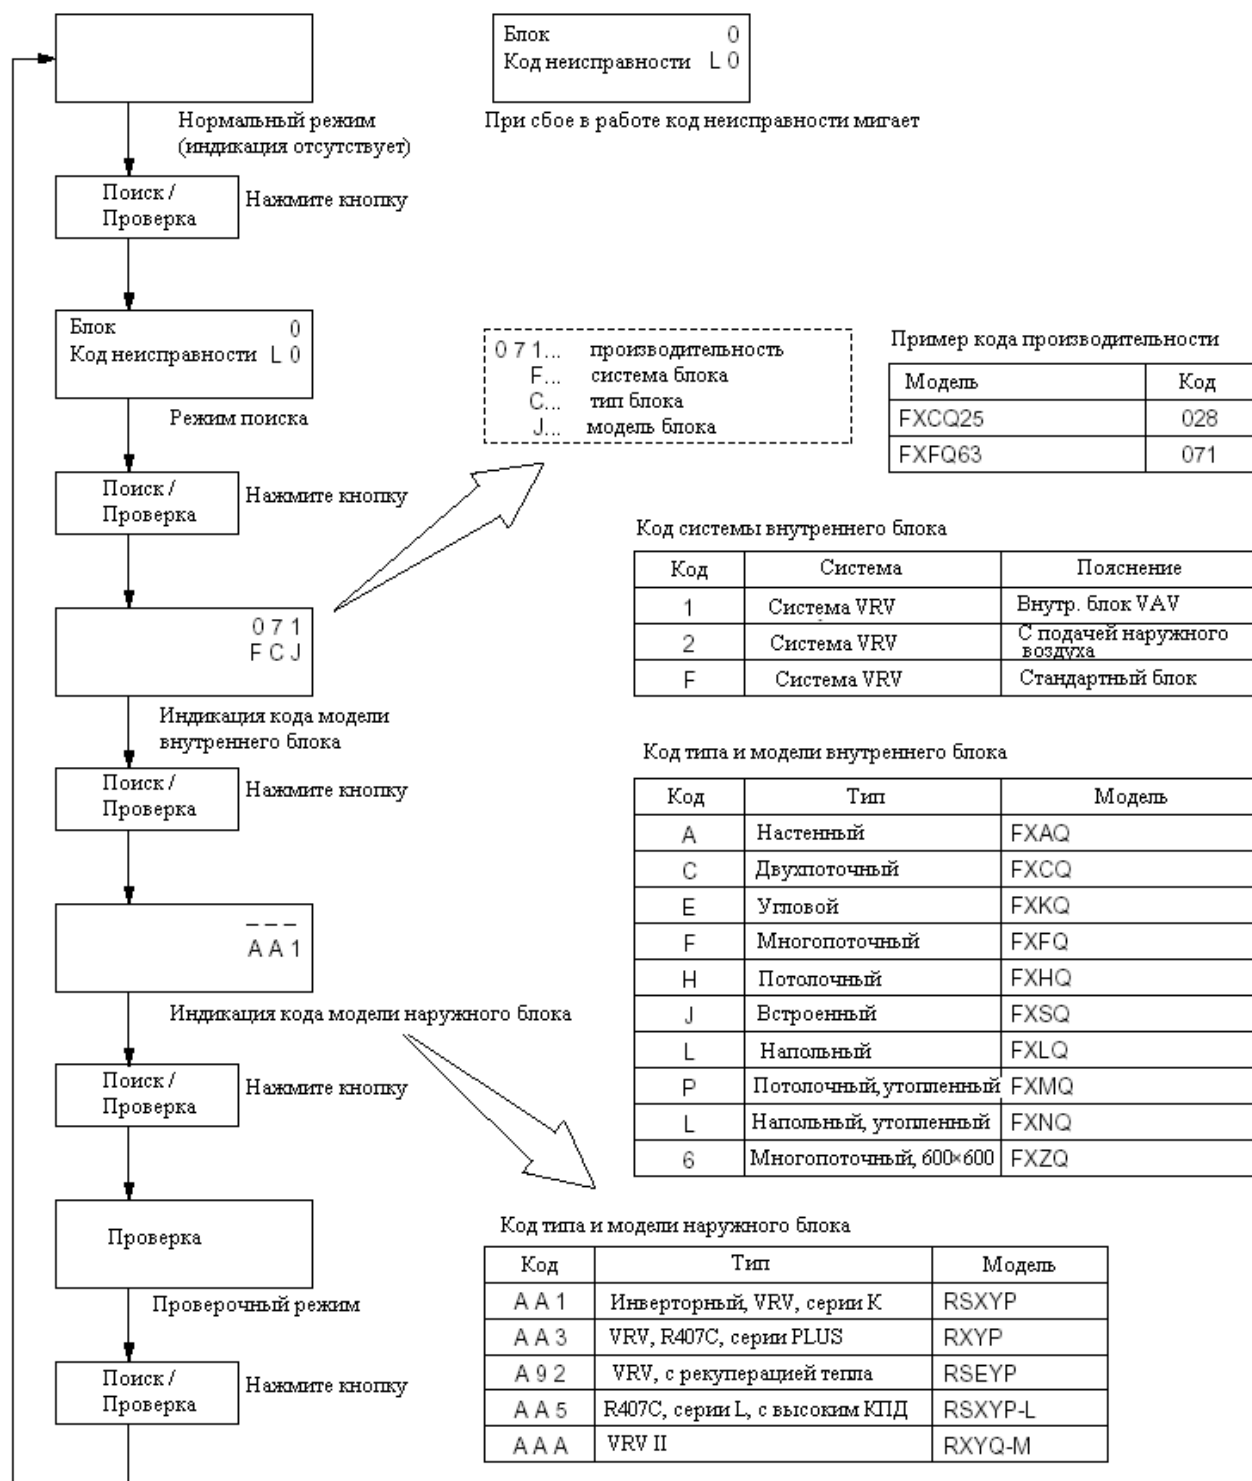 Блок 0
Код неисправности L 0
Нормальный режим
(индикация отсутствует)
При сбое в работе код неисправности мигает
Поиск /
Проверка
Нажмите кнопку
Блок 0
Код неисправности L 0
Режим поиска
0 7 1... производительность
F... система блока
C... тип блока
J... модель блока
Пример кода производительности
Модель Код
FXCQ25 028
FXFQ63 071
Поиск /
Проверка
Нажмите кнопку
Код системы внутреннего блока
Код Система Пояснение
1 Система VRV Внутр. блок VAV
2 Система VRV С подачей наружного
воздуха
F Система VRV Стандартный блок
0 7 1
F C J
Индикация кода модели
внутреннего блока
Поиск /
Проверка
Нажмите кнопку
Код типа и модели внутреннего блока
Код Тип Модель
A Настенный FXAQ
C Двухпоточный FXCQ
E Угловой FXKQ
F Многопоточный FXFQ
H Потолочный FXHQ
J Встроенный FXSQ
L Напольный FXLQ
P Потолочный, утопленный FXMQ
L Напольный, утопленный FXNQ
6 Многопоточный, 600×600 FXZQ
_ _ _
A A 1
Индикация кода модели наружного блока
Поиск /
Проверка
Нажмите кнопку
Проверка
Проверочный режим
Поиск /
Проверка
Нажмите кнопку
Код типа и модели наружного блока
Код Тип Модель
A A 1 Инверторный, VRV, серии K RSXYP
A A 3 VRV, R407C, серии PLUS RXYP
A 9 2 VRV, с рекуперацией тепла RSEYP
A A 5 R407C, серии L, с высоким КПД RSXYP-L
A A A VRV II RXYQ-M